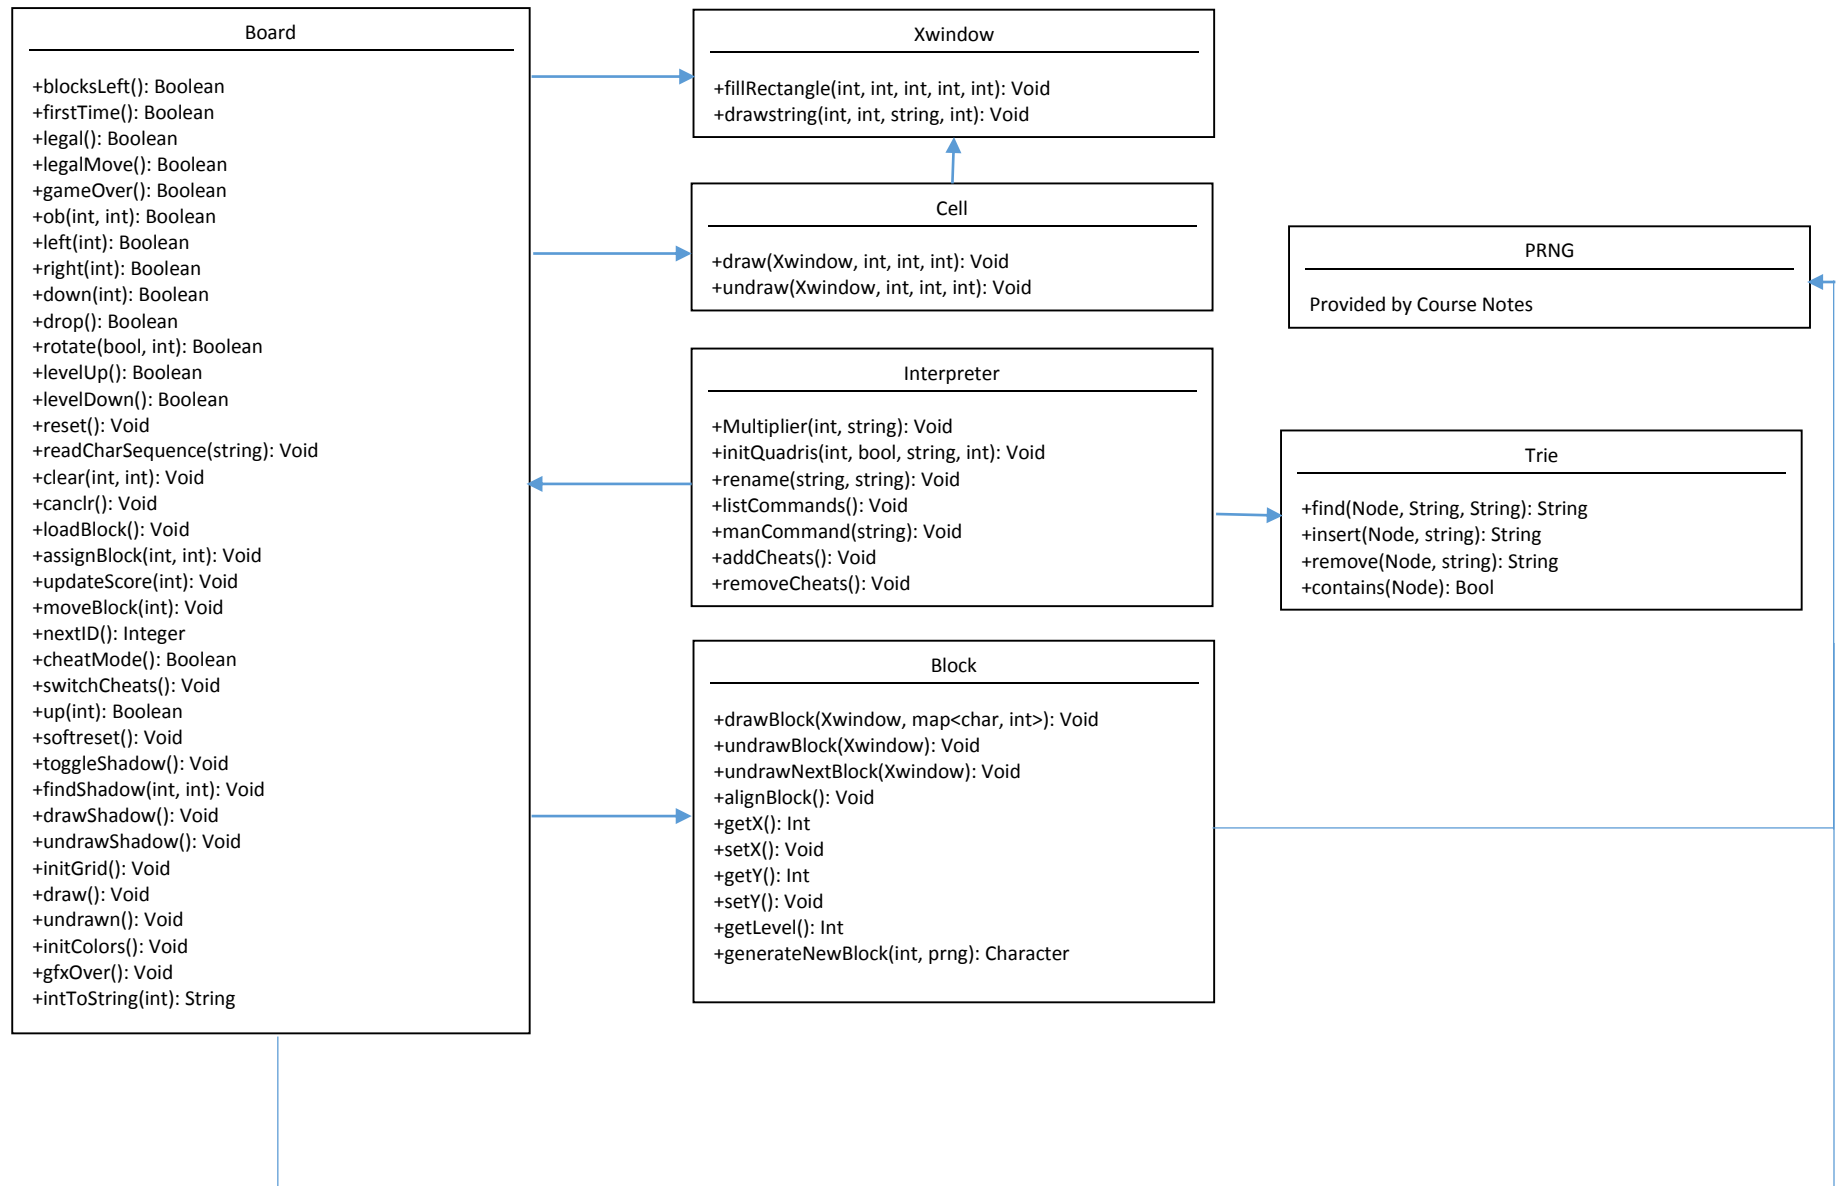 Board
+blocksLeft(): Boolean
+firstTime(): Boolean
+legal(): Boolean
+legalMove(): Boolean
+gameOver(): Boolean
+ob(int, int): Boolean
+left(int): Boolean
+right(int): Boolean
+down(int): Boolean
+drop(): Boolean
+rotate(bool, int): Boolean
+levelUp(): Boolean
+levelDown(): Boolean
+reset(): Void
+readCharSequence(string): Void
+clear(int, int): Void
+canclr(): Void
+loadBlock(): Void
+assignBlock(int, int): Void
+updateScore(int): Void
+moveBlock(int): Void
+nextID(): Integer
+cheatMode(): Boolean
+switchCheats(): Void
+up(int): Boolean
+softreset(): Void
+toggleShadow(): Void
+findShadow(int, int): Void
+drawShadow(): Void
+undrawShadow(): Void
+initGrid(): Void
+draw(): Void
+undrawn(): Void
+initColors(): Void
+gfxOver(): Void
+intToString(int): String
Xwindow
+fillRectangle(int, int, int, int, int): Void
+drawstring(int, int, string, int): Void
Cell
+draw(Xwindow, int, int, int): Void
+undraw(Xwindow, int, int, int): Void
Interpreter
+Multiplier(int, string): Void
+initQuadris(int, bool, string, int): Void
+rename(string, string): Void
+listCommands(): Void
+manCommand(string): Void
+addCheats(): Void
+removeCheats(): Void
Block
+drawBlock(Xwindow, map<char, int>): Void
+undrawBlock(Xwindow): Void
+undrawNextBlock(Xwindow): Void
+alignBlock(): Void
+getX(): Int
+setX(): Void
+getY(): Int
+setY(): Void
+getLevel(): Int
+generateNewBlock(int, prng): Character
PRNG
Provided by Course Notes
Trie
+find(Node, String, String): String
+insert(Node, string): String
+remove(Node, string): String
+contains(Node): Bool